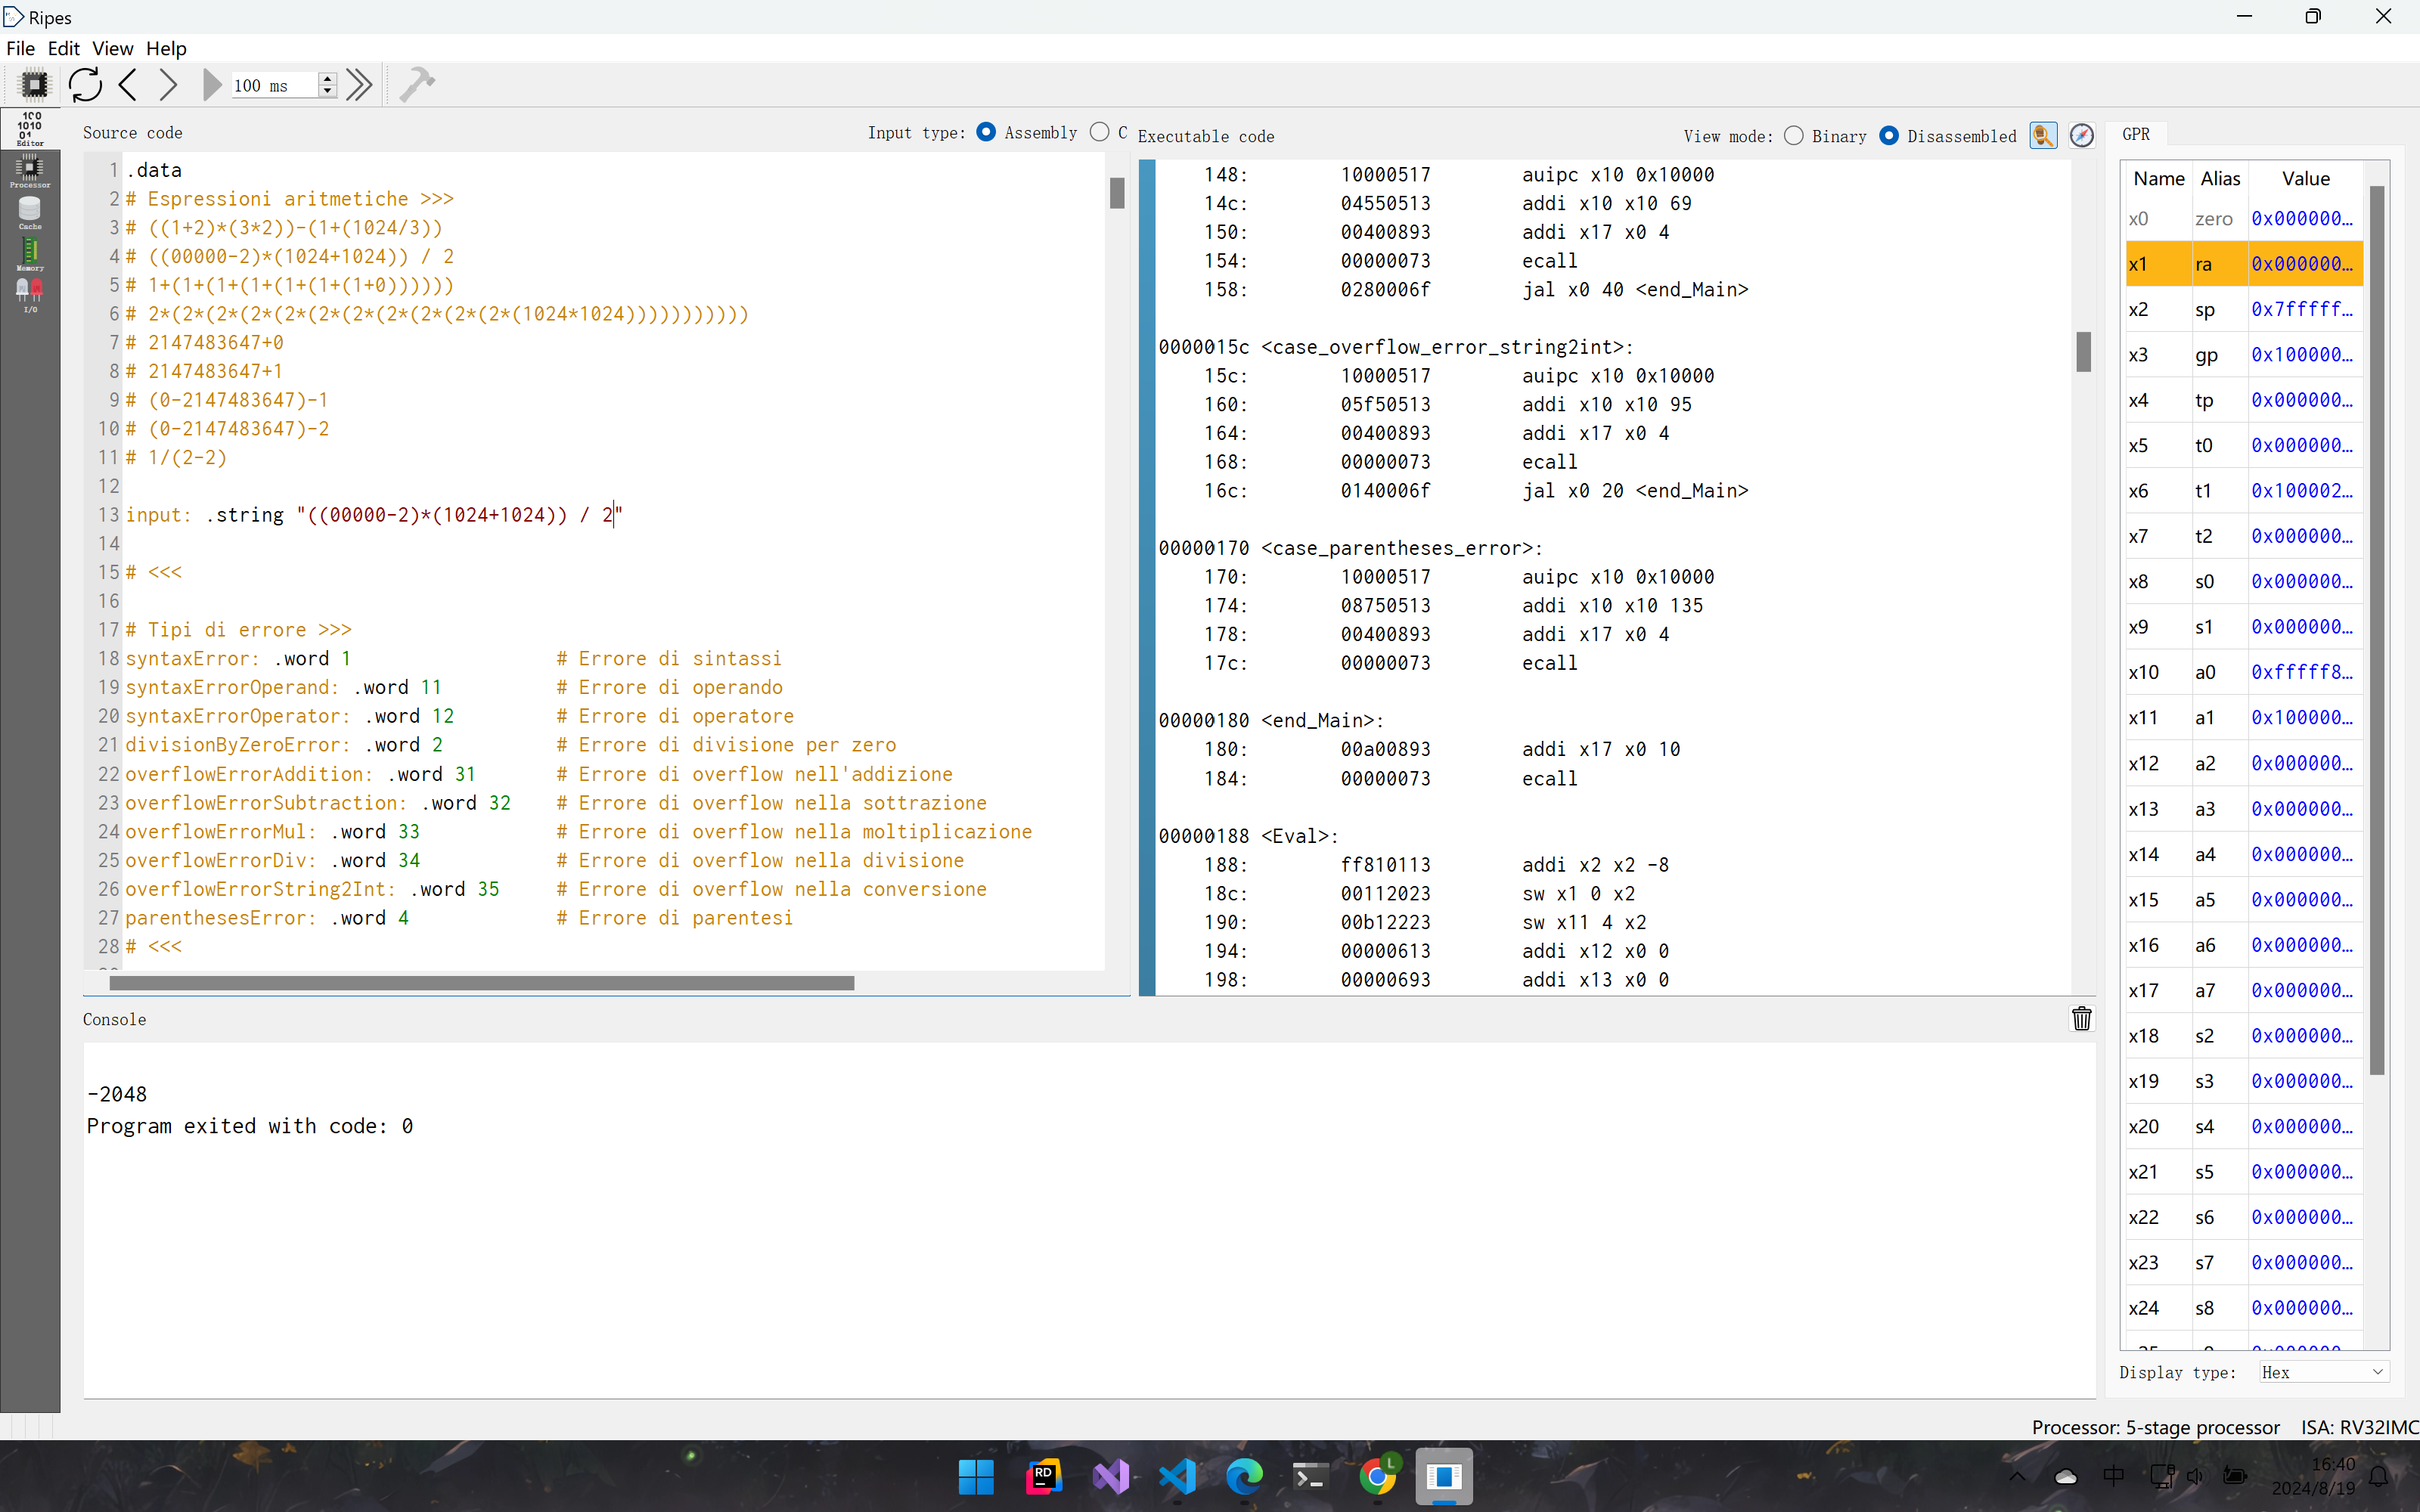 Ripes
File Edit View Help
100 ms
Editor
Processor
Cache
Memory
I/O
Source code
Input type: Assembly C
1 .data
2 # Espressioni aritmetiche >>>
3 # ((1+2)*(3*2))-(1+(1024/3))
4 # ((00000-2)*(1024+1024)) / 2
5 # 1+(1+(1+(1+(1+(1+(1+0))))))
6 # 2*(2*(2*(2*(2*(2*(2*(2*(2*(2*(2*(1024*1024)))))))))))
7 # 2147483647+0
8 # 2147483647+1
9 # (0-2147483647)-1
10 # (0-2147483647)-2
11 # 1/(2-2)
12
13 input: .string "((00000-2)*(1024+1024)) / 2"
14
15 # <<<
16
17 # Tipi di errore >>>
18 syntaxError: .word 1 # Errore di sintassi
19 syntaxErrorOperand: .word 11 # Errore di operando
20 syntaxErrorOperator: .word 12 # Errore di operatore
21 divisionByZeroError: .word 2 # Errore di divisione per zero
22 overflowErrorAddition: .word 31 # Errore di overflow nell'addizione
23 overflowErrorSubtraction: .word 32 # Errore di overflow nella sottrazione
24 overflowErrorMul: .word 33 # Errore di overflow nella moltiplicazione
25 overflowErrorDiv: .word 34 # Errore di overflow nella divisione
26 overflowErrorString2Int: .word 35 # Errore di overflow nella conversione
27 parenthesesError: .word 4 # Errore di parentesi
28 # <<<
Executable code
View mode: Binary Disassembled
148: 10000517 auipc x10 0x10000
14c: 04550513 addi x10 x10 69
150: 00400893 addi x17 x0 4
154: 00000073 ecall
158: 0280006f jal x0 40 <end_Main>
0000015c <case_overflow_error_string2int>:
15c: 10000517 auipc x10 0x10000
160: 05f50513 addi x10 x10 95
164: 00400893 addi x17 x0 4
168: 00000073 ecall
16c: 0140006f jal x0 20 <end_Main>
00000170 <case_parentheses_error>:
170: 10000517 auipc x10 0x10000
174: 08750513 addi x10 x10 135
178: 00400893 addi x17 x0 4
17c: 00000073 ecall
00000180 <end_Main>:
180: 00a00893 addi x17 x0 10
184: 00000073 ecall
00000188 <Eval>:
188: ff810113 addi x2 x2 -8
18c: 00112023 sw x1 0 x2
190: 00b12223 sw x11 4 x2
194: 00000613 addi x12 x0 0
198: 00000693 addi x13 x0 0
GPR
Name Alias Value
x0 zero 0x000000...
x1 ra 0x000000...
x2 sp 0x7fffff...
x3 gp 0x100000...
x4 tp 0x000000...
x5 t0 0x000000...
x6 t1 0x100002...
x7 t2 0x000000...
x8 s0 0x000000...
x9 s1 0x000000...
x10 a0 0xfffff8...
x11 a1 0x100000...
x12 a2 0x000000...
x13 a3 0x000000...
x14 a4 0x000000...
x15 a5 0x000000...
x16 a6 0x000000...
x17 a7 0x000000...
x18 s2 0x000000...
x19 s3 0x000000...
x20 s4 0x000000...
x21 s5 0x000000...
x22 s6 0x000000...
x23 s7 0x000000...
x24 s8 0x000000...
Display type: Hex
Console
-2048
Program exited with code: 0
Processor: 5-stage processor ISA: RV32IMC
RD
L
中
16:40
2024/8/19